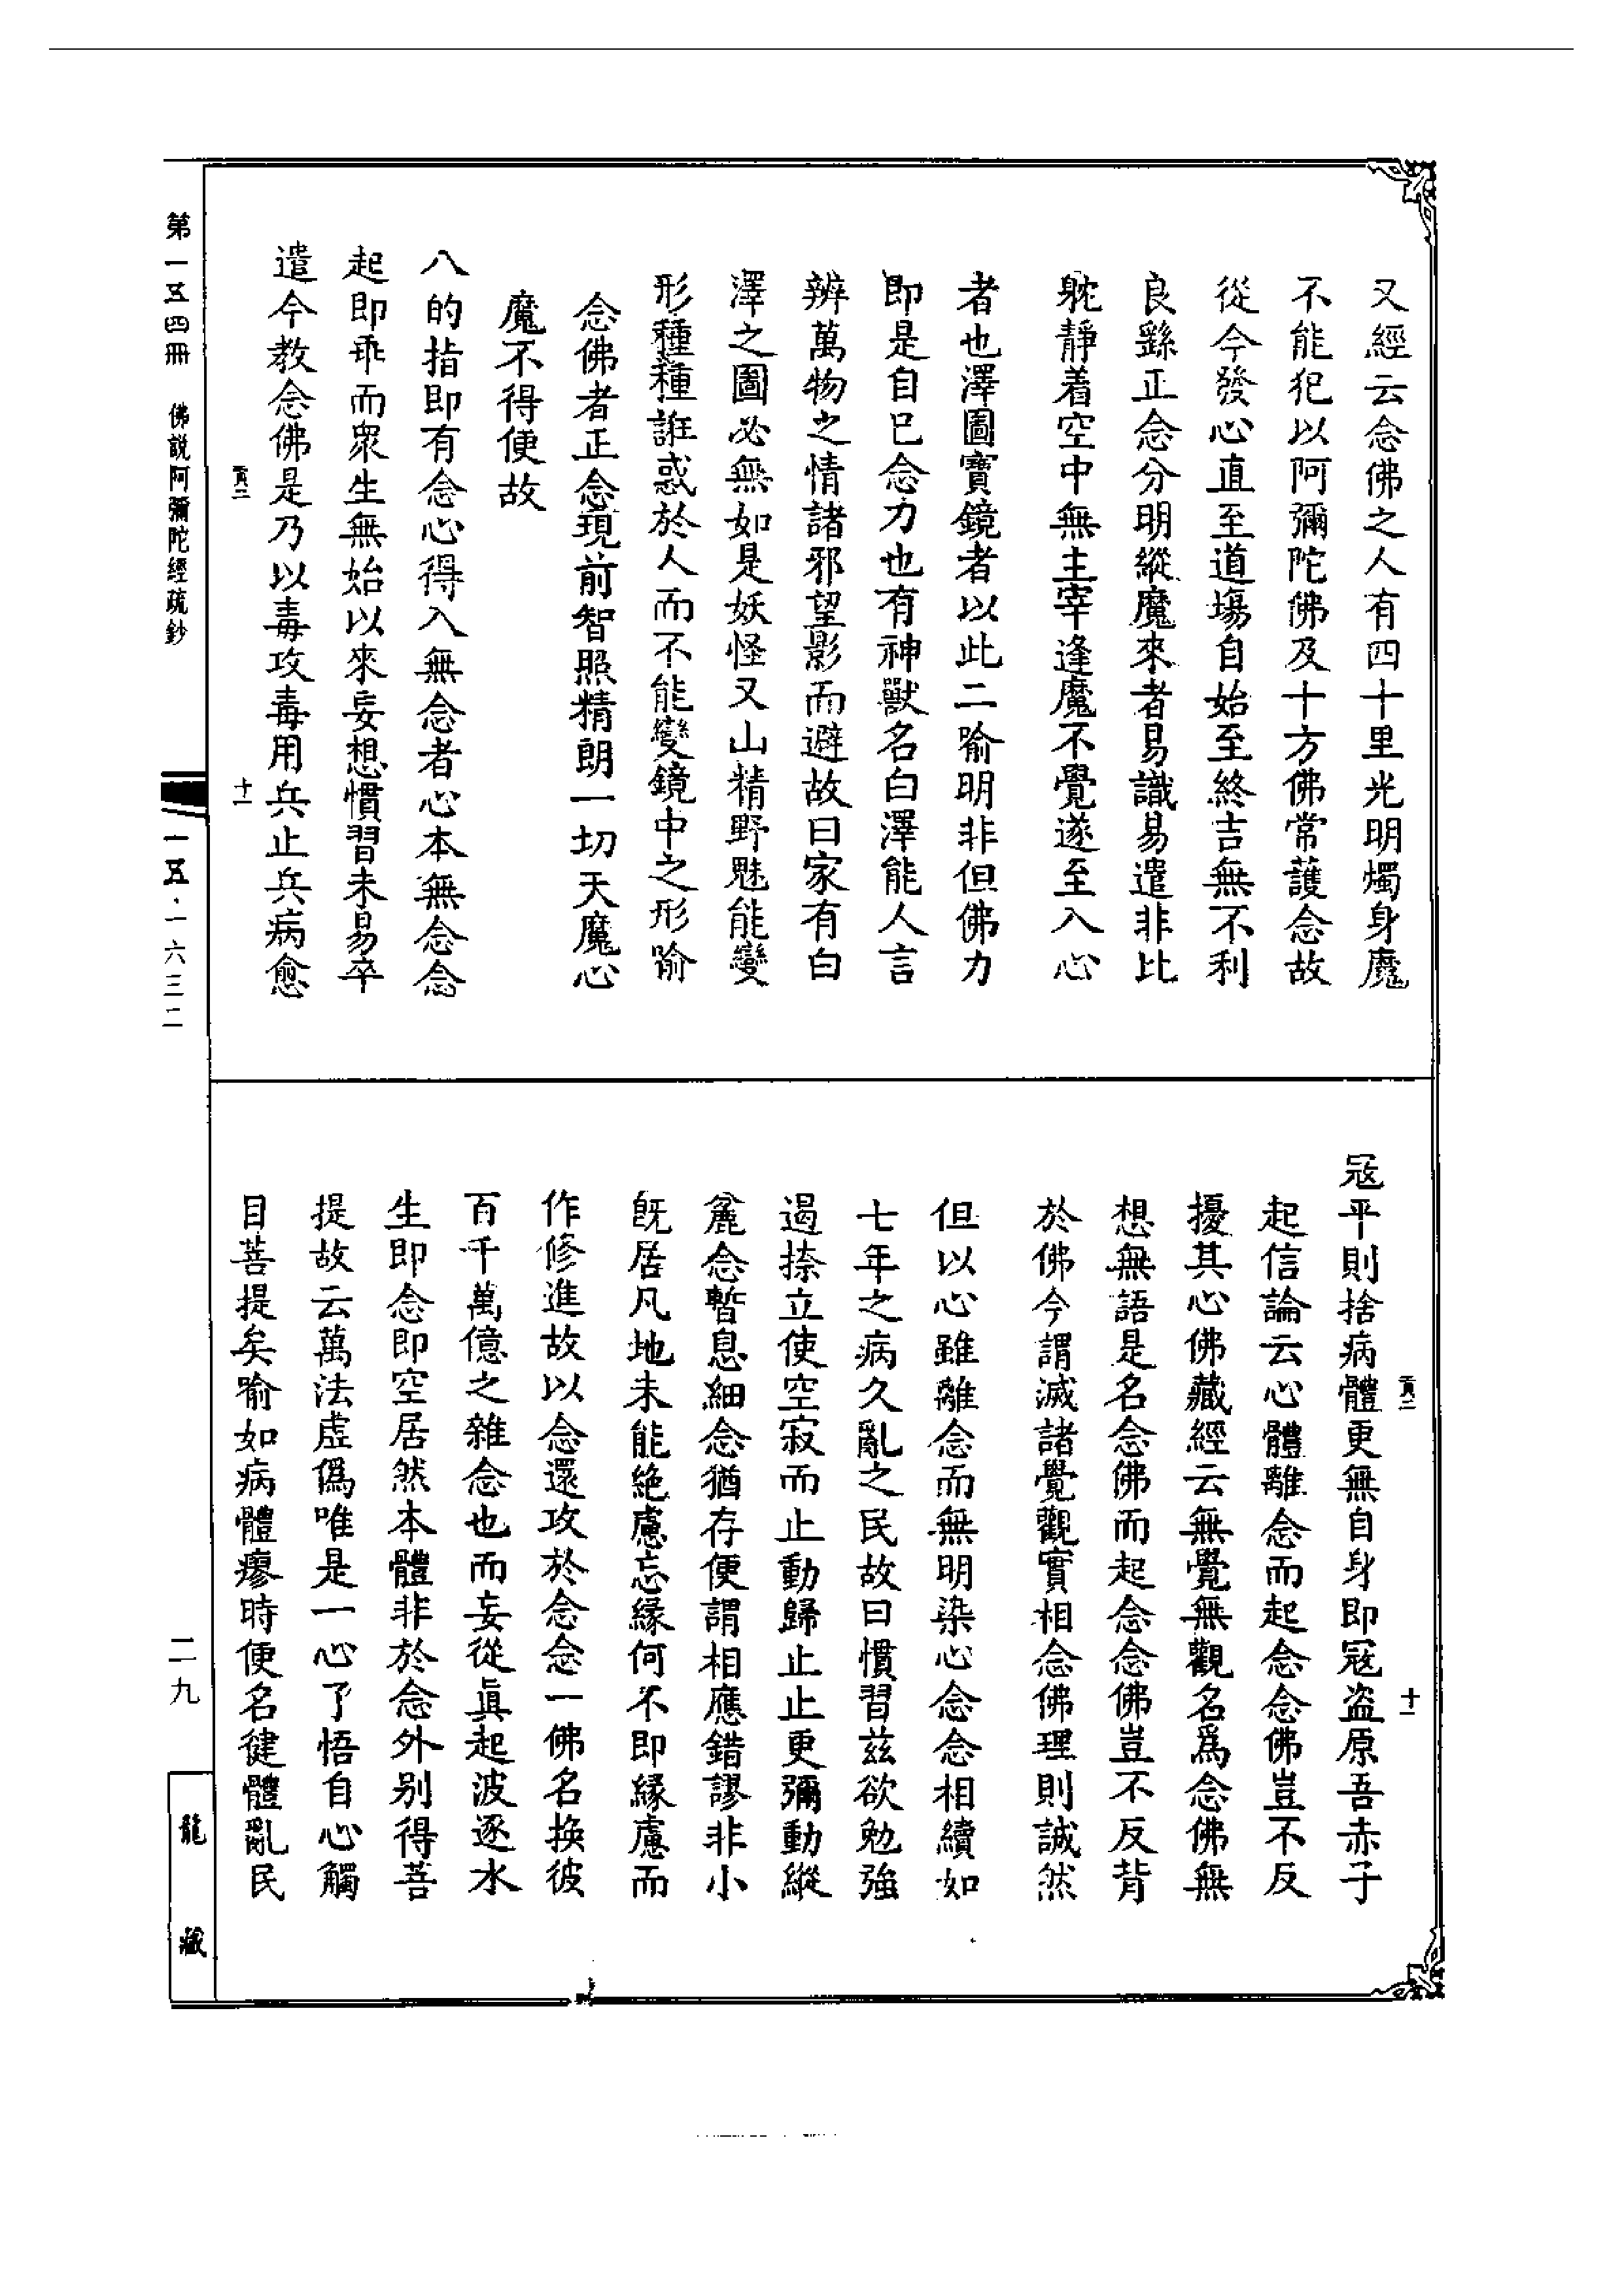 又經云念佛之人有四十里光明燭身魔
不能犯以阿彌陀佛及十方佛常護念故
從今發心直至道場自始至終吉無不利
良繇正念分明縱魔來者易識易遣非比
躭靜着空中無主宰逢魔不覺遂至入心
者也澤圖寶鏡者以此二喻明非但佛力
即是自已念力也有神獸名白澤能人言
辨萬物之情諸邪望影而避故曰家有白
澤之圖必無如是妖怪又山精野魅能變
形種種誑惑於人而不能變鏡中之形喻
念佛者正念現前智照精朗一切天魔心
魔不得便故
八的指即有念心得入無念者心本無念念
起即乖而衆生無始以來妄想慣習未易卒
遣今教念佛是乃以毒攻毒用兵止兵病愈
貢二 十一
第一五四冊 佛説阿彌陀經疏鈔
一五·一六三二
貢二 十一
冦平則捨病體更無自身即冦盗原吾赤子
起信論云心體離念而起念念佛豈不反
擾其心佛藏經云無覺無觀名爲念佛無
想無語是名念佛而起念念佛豈不反背
於佛今謂滅諸覺觀實相念佛理則誠然
但以心雖離念而無明染心念念相續如
七年之病久亂之民故曰慣習茲欲勉強
遏捺立使空寂而止動歸止止更彌動縱
麄念暫息細念猶存便謂相應錯謬非小
旣居凡地未能絶慮忘緣何不即緣慮而
作修進故以念還攻於念念一佛名換彼
百千萬億之雜念也而妄從眞起波逐水
生即念即空居然本體非於念外别得菩
提故云萬法虛僞唯是一心了悟自心觸
目菩提矣喻如病體瘳時便名健體亂民
二九
龍藏